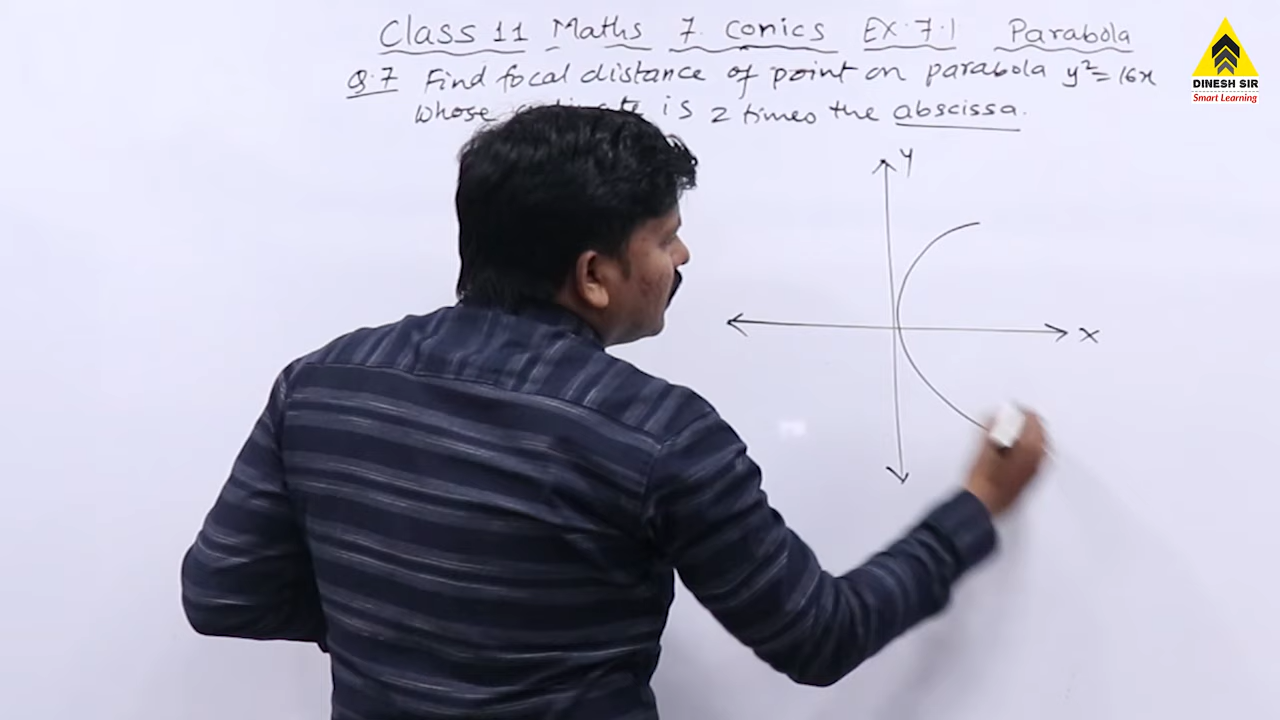 Class 11 Maths 7. Conics Ex. 7.1 Parabola
Q.7 Find focal distance of point on parabola y²=16x
whose is 2 times the abscissa.
DINESH SIR
Smart Learning
y
x